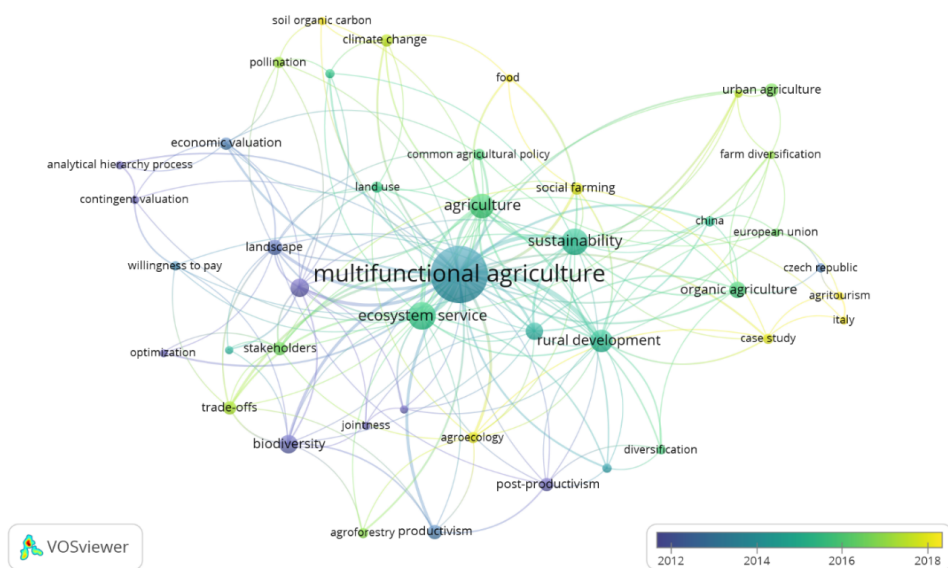 soil organic carbon
climate change
pollination
food
urban agriculture
economic valuation
common agricultural policy
farm diversification
analytical hierarchy process
land use
social farming
contingent valuation
agriculture
china
european union
landscape
sustainability
willingness to pay
multifunctional agriculture
czech republic
organic agriculture
agritourism
ecosystem service
italy
rural development
case study
optimization
stakeholders
trade-offs
jointness
biodiversity
agroecology
diversification
post-productivism
agroforestry
productivism
VOSviewer
2012 2014 2016 2018